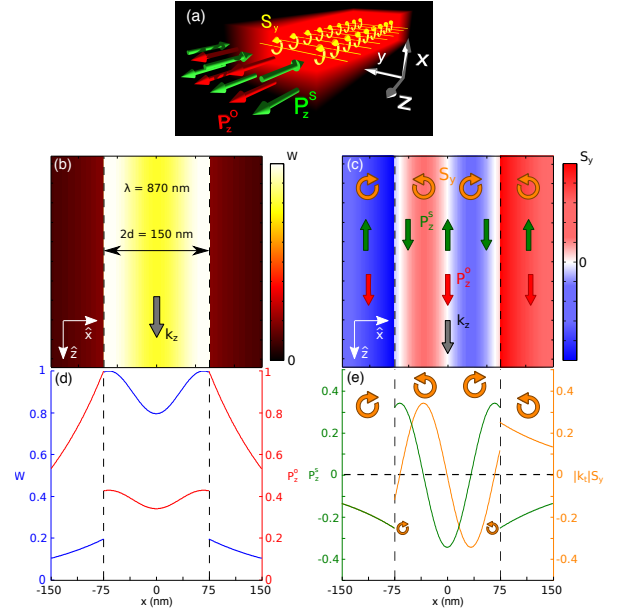 (a)
S_y
y
x
z
P_z^o
P_z^s
(b)
W
λ = 870 nm
2d = 150 nm
k_z
x̂
ẑ
0
(c)
S_y
S_y
P_z^s
0
P_z^o
k_z
x̂
ẑ
(d)
1
0.8
0.6
0.4
0.2
0
W
1
0.8
0.6
0.4
0.2
0
P_z^o
-150 -75 0 75 150
x (nm)
(e)
0.4
0.2
0
-0.2
-0.4
P_z^s
0.4
0.2
0
-0.2
-0.4
|k_t|S_y
-150 -75 0 75 150
x (nm)